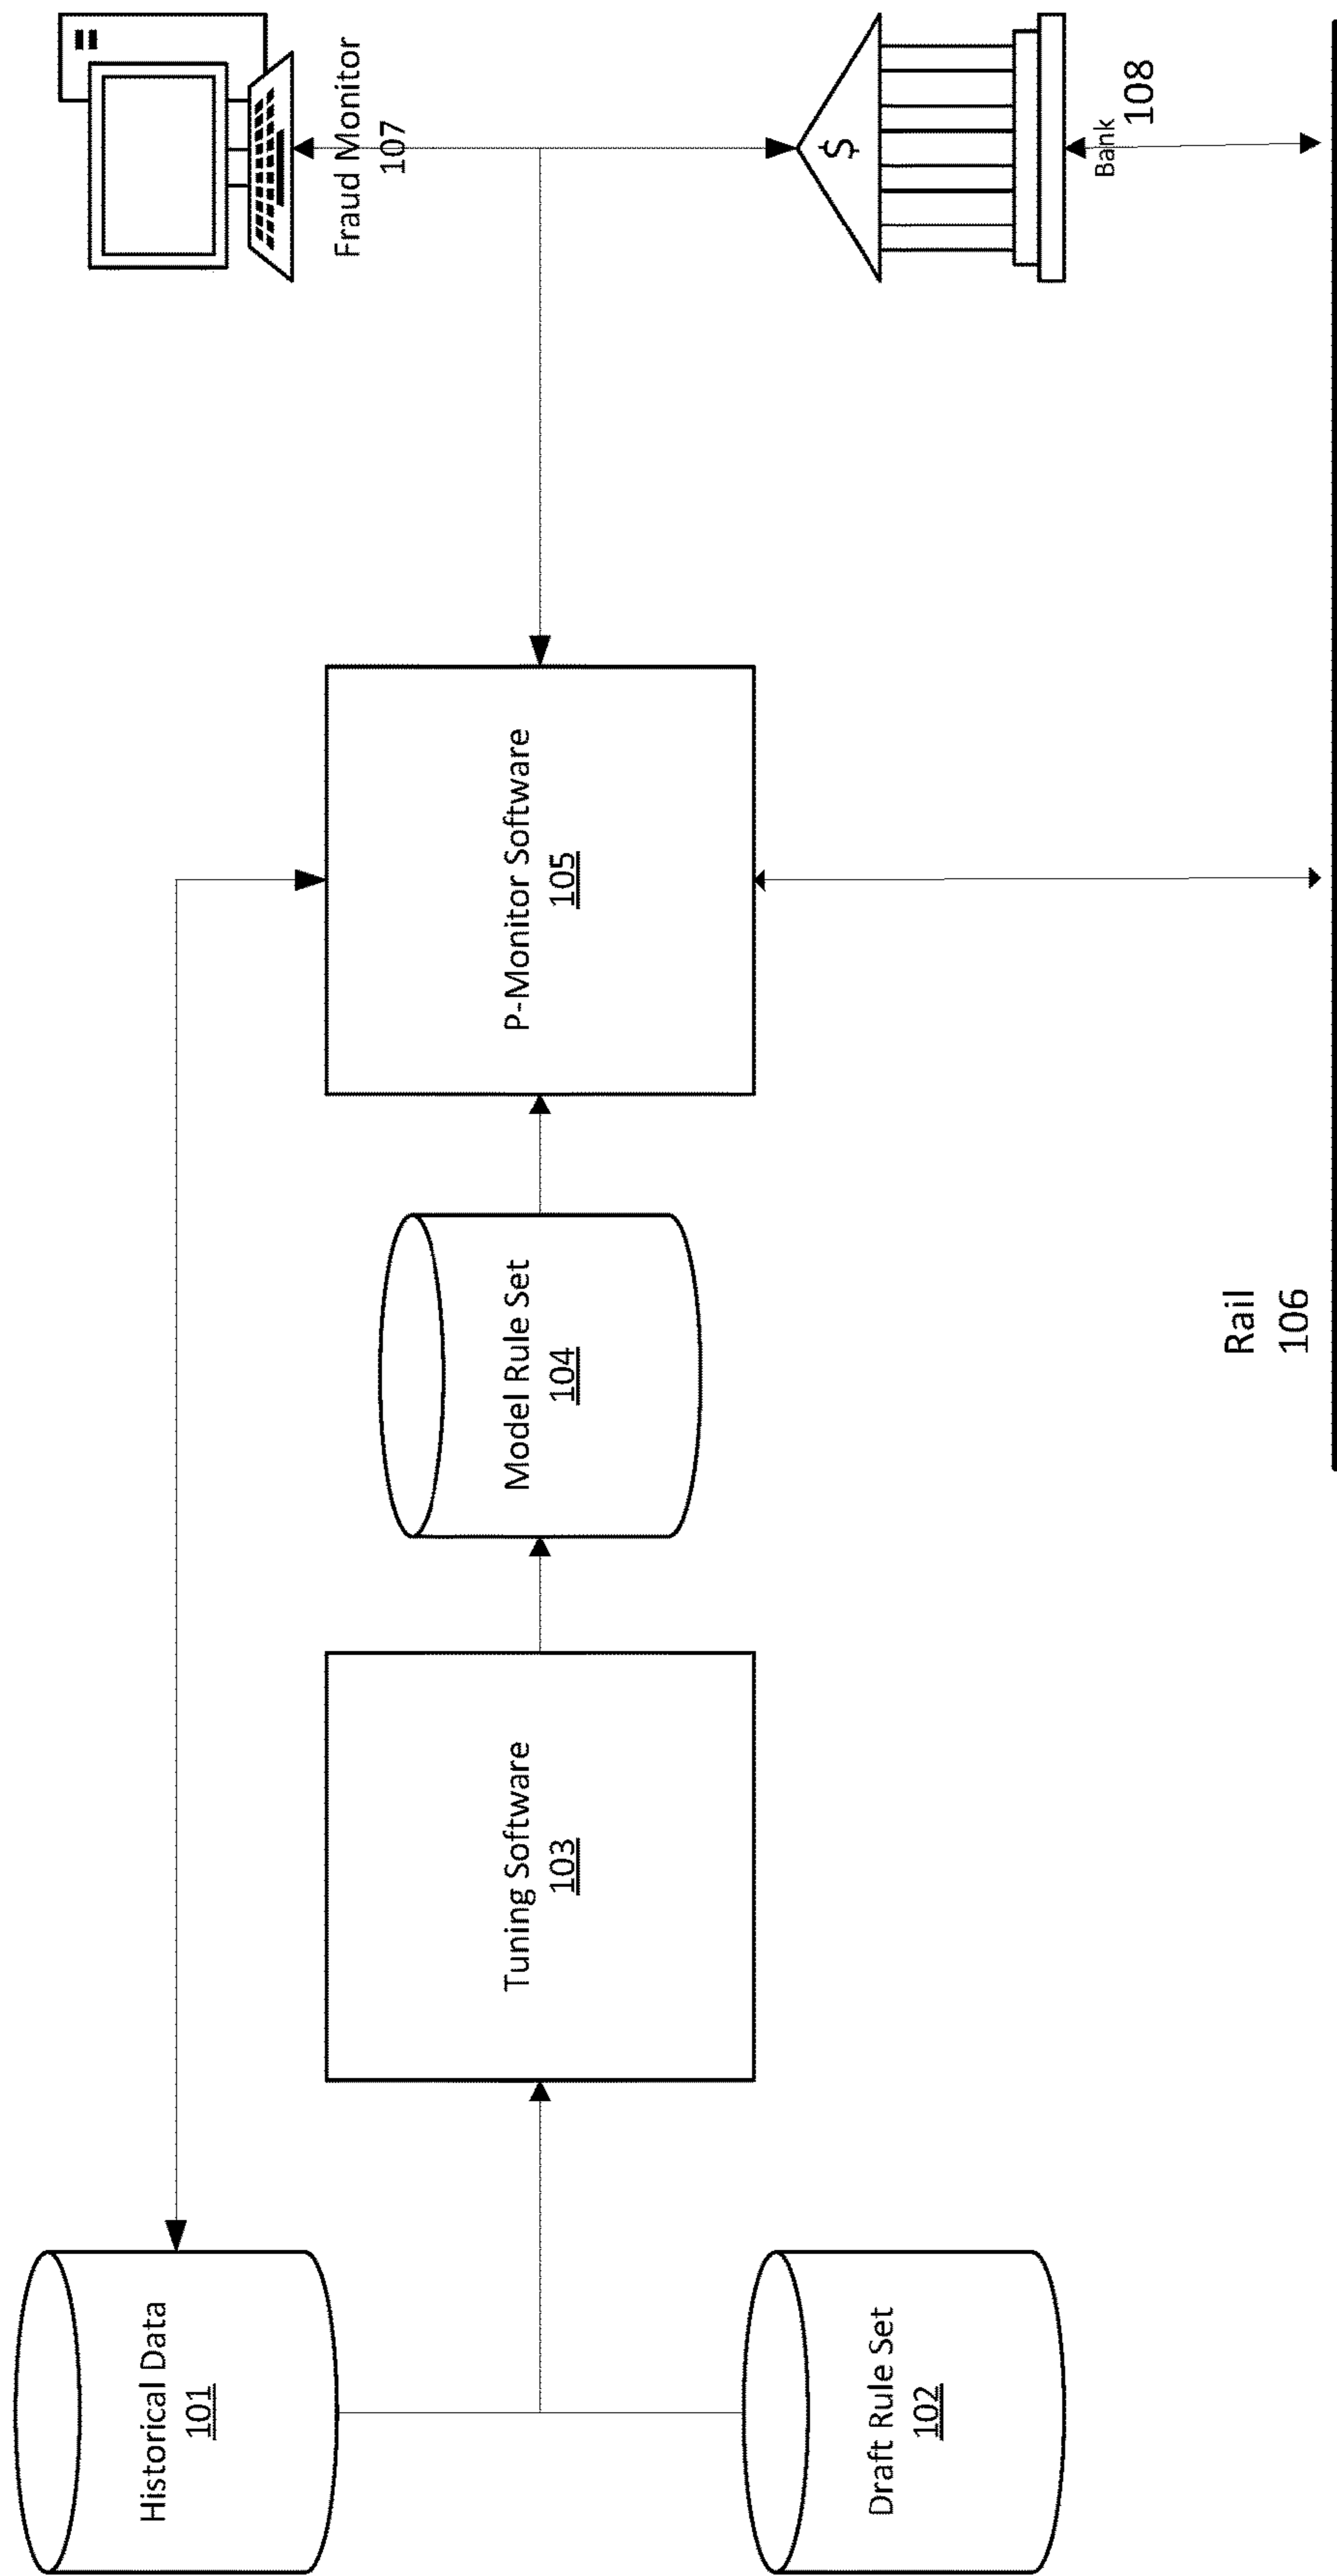 Historical Data
101
Draft Rule Set
102
Tuning Software
103
Model Rule Set
104
P-Monitor Software
105
Rail
106
Fraud Monitor
107
$
Bank
108